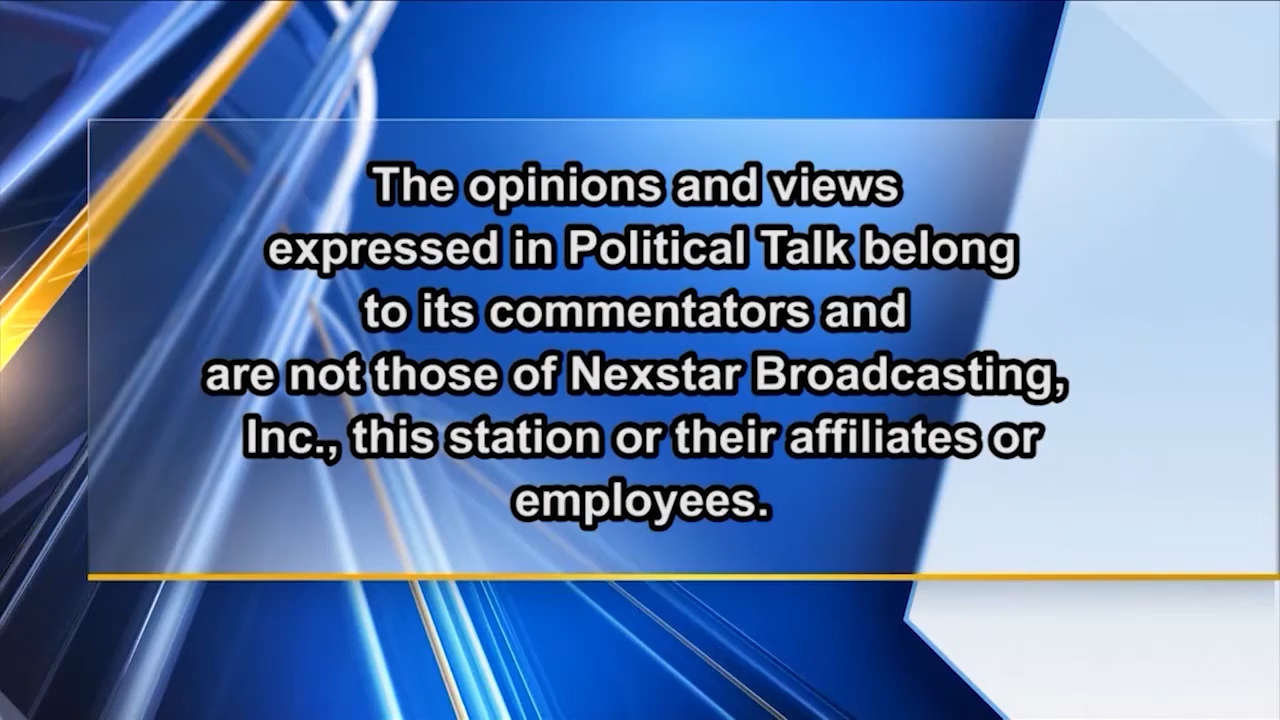 The opinions and views
expressed in Political Talk belong
to its commentators and
are not those of Nexstar Broadcasting,
Inc., this station or their affiliates or
employees.